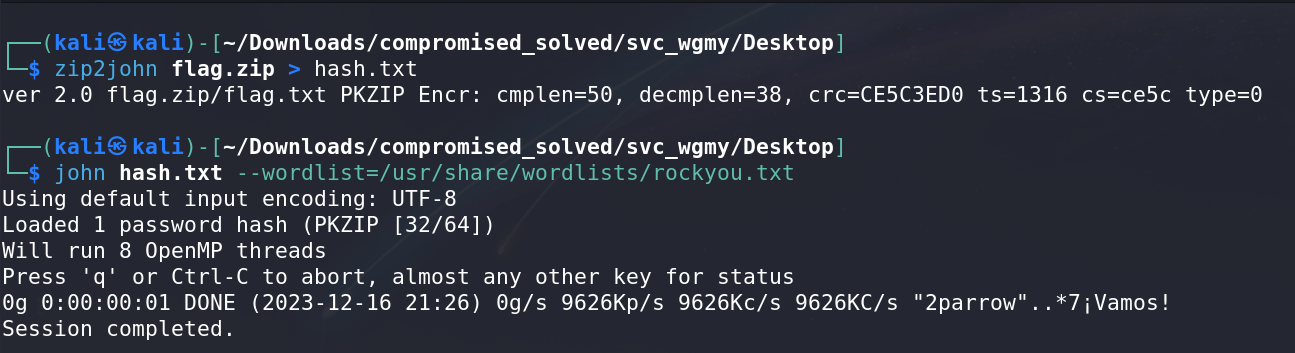 ┌──(kali㉿kali)-[~/Downloads/compromised_solved/svc_wgmy/Desktop]
└─$ zip2john flag.zip > hash.txt
ver 2.0 flag.zip/flag.txt PKZIP Encr: cmplen=50, decmplen=38, crc=CE5C3ED0 ts=1316 cs=ce5c type=0
┌──(kali㉿kali)-[~/Downloads/compromised_solved/svc_wgmy/Desktop]
└─$ john hash.txt --wordlist=/usr/share/wordlists/rockyou.txt
Using default input encoding: UTF-8
Loaded 1 password hash (PKZIP [32/64])
Will run 8 OpenMP threads
Press 'q' or Ctrl-C to abort, almost any other key for status
0g 0:00:00:01 DONE (2023-12-16 21:26) 0g/s 9626Kp/s 9626Kc/s 9626KC/s "2parrow"..*7¡Vamos!
Session completed.